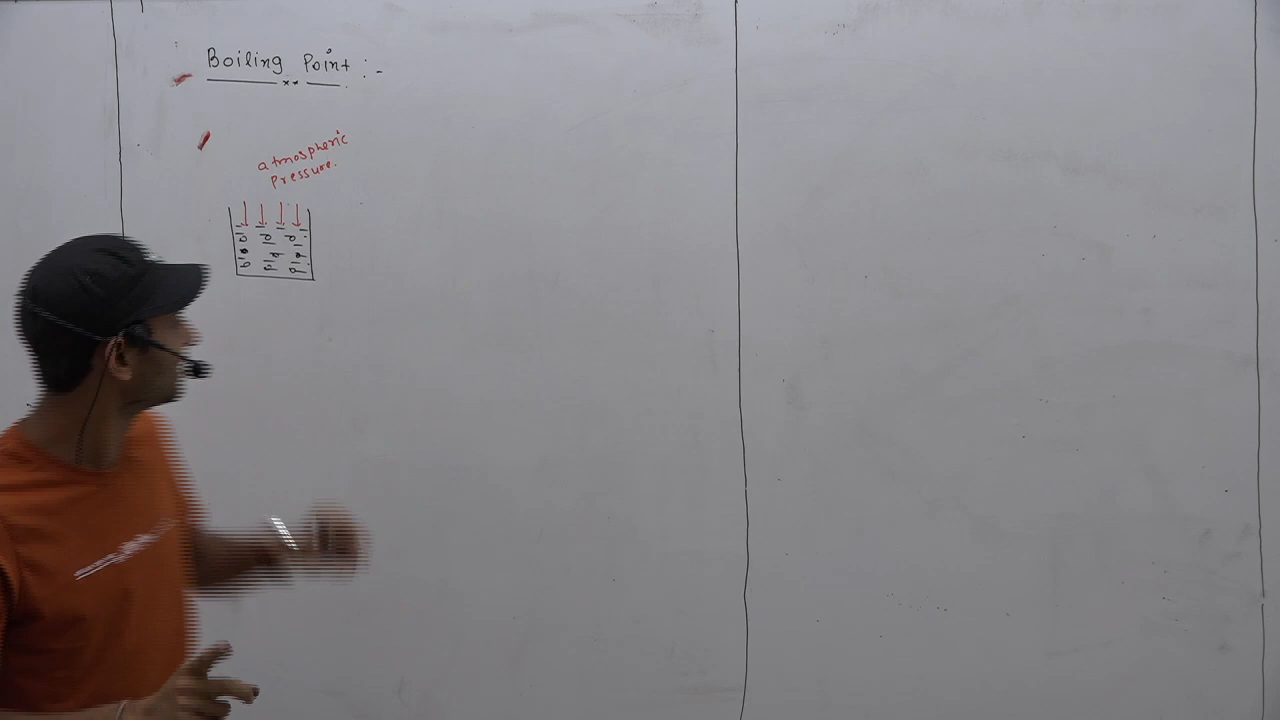 Boiling Point :-
atmospheric
Pressure.